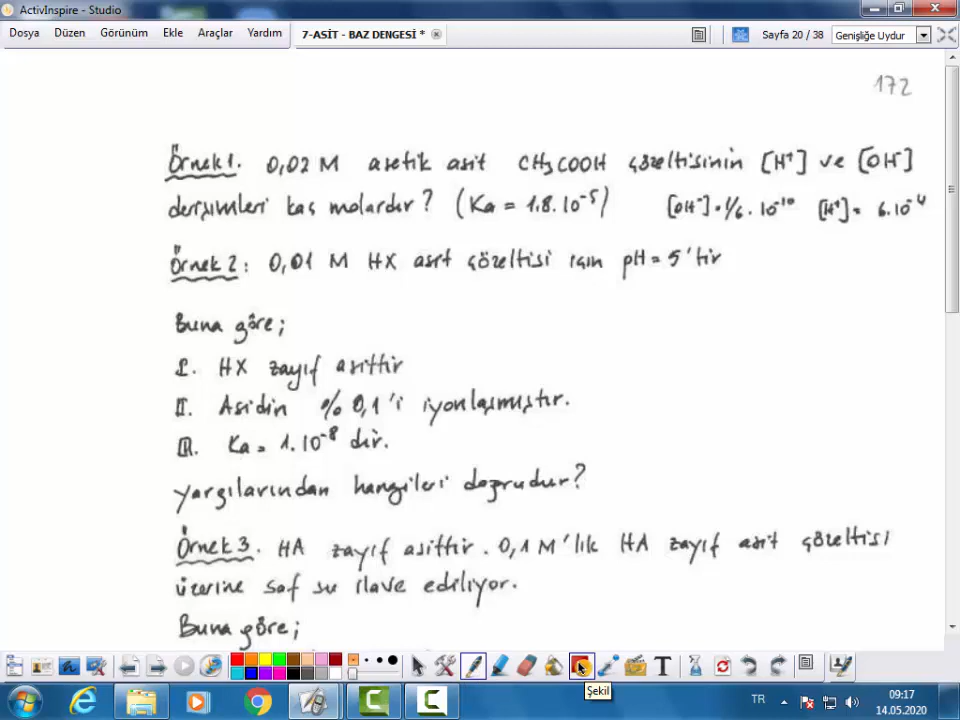 ActivInspire - Studio
Dosya Düzen Görünüm Ekle Araçlar Yardım 7-ASİT - BAZ DENGESİ * Sayfa 20 / 38 Genişliğe Uydur
172
Örnek 1. 0,02 M asetik asit CH3COOH çözeltisinin [H+] ve [OH-]
derişimleri kaç molardır? (Ka = 1.8.10-5) [OH-] = 1/6.10-10 [H+] = 6.10-4
Örnek 2: 0,01 M HX asit çözeltisi için pH = 5'tir
Buna göre;
I. HX zayıf asittir
II. Asidin % 0,1'i iyonlaşmıştır.
III. Ka = 1.10-8 dir.
yargılarından hangileri doğrudur?
Örnek 3. HA zayıf asittir. 0,1 M'lık HA zayıf asit çözeltisi
üzerine saf su ilave ediliyor.
Buna göre;
Şekil
TR 09:17
14.05.2020